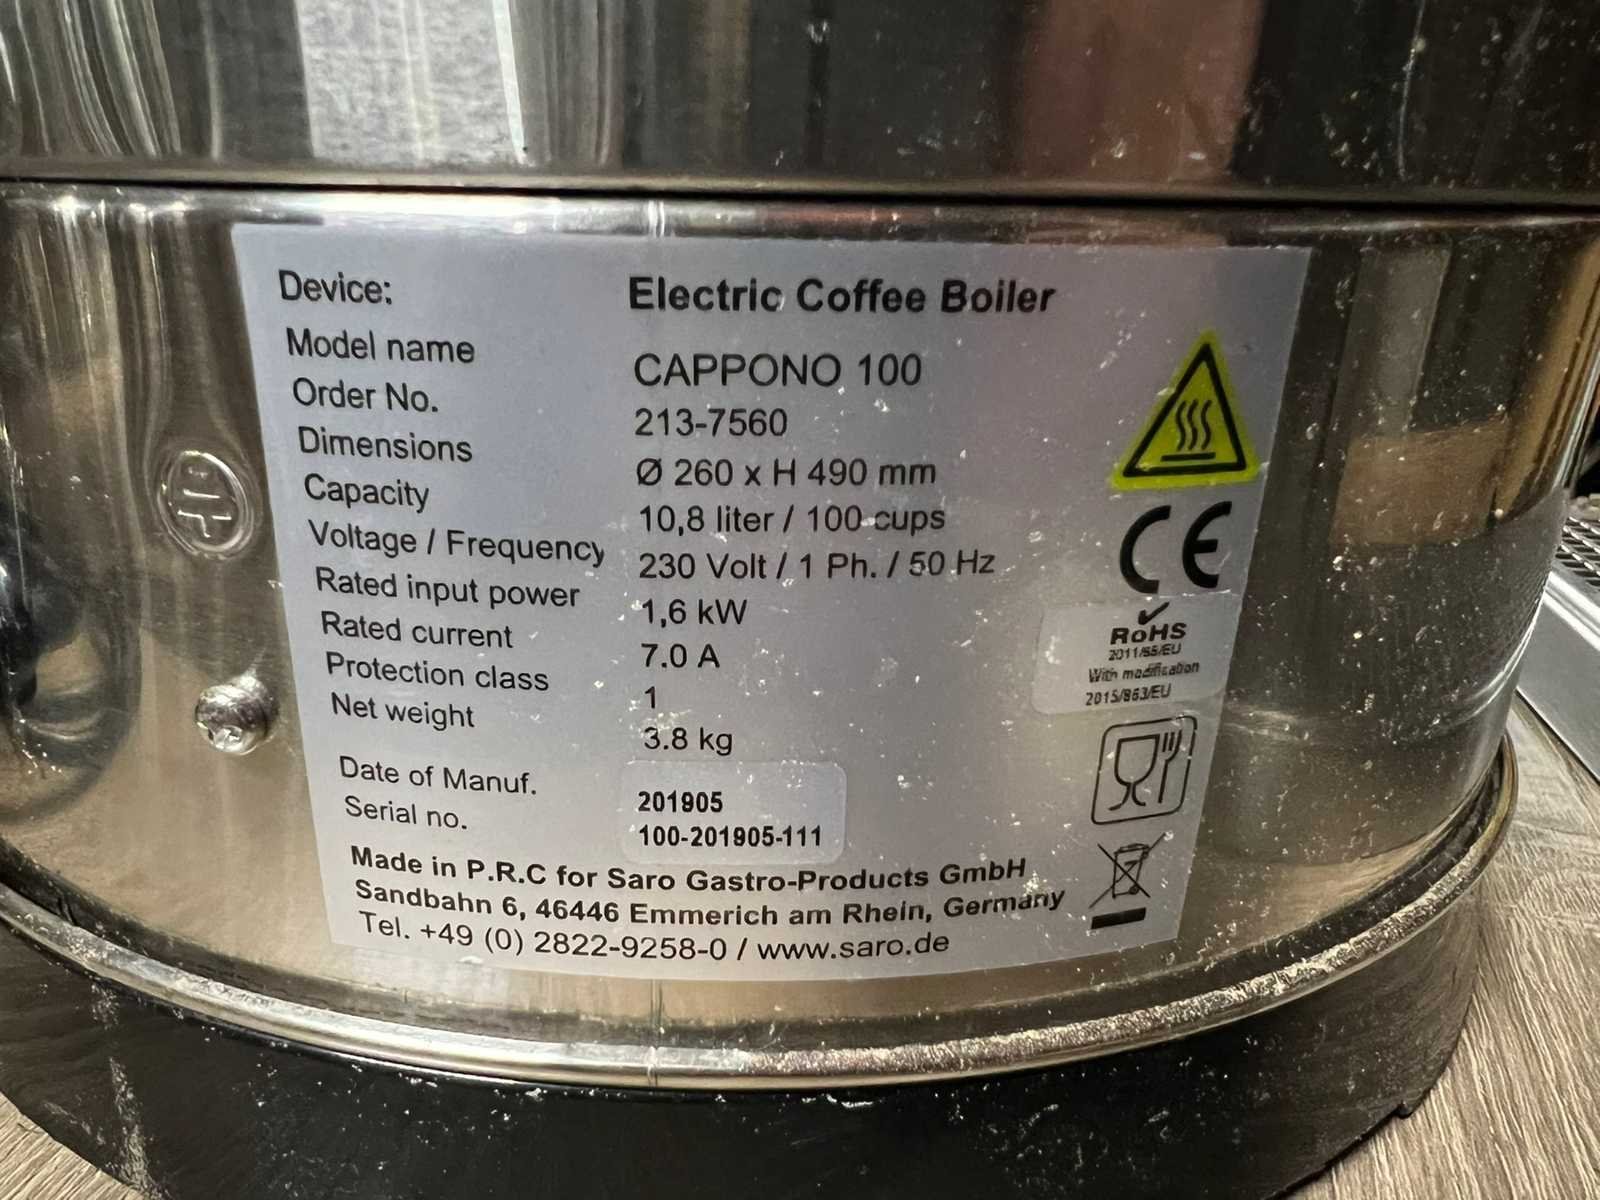 Device: Electric Coffee Boiler
Model name CAPPONO 100
Order No. 213-7560
Dimensions Ø 260 x H 490 mm
Capacity 10,8 liter / 100 cups
Voltage / Frequency 230 Volt / 1 Ph. / 50 Hz
Rated input power 1,6 kW
Rated current 7.0 A
Protection class 1
Net weight 3.8 kg
Date of Manuf. 201905
Serial no. 100-201905-111
Made in P.R.C for Saro Gastro-Products GmbH
Sandbahn 6, 46446 Emmerich am Rhein, Germany
Tel. +49 (0) 2822-9258-0 / www.saro.de
CE
RoHS
2011/65/EU
With modification
2015/863/EU